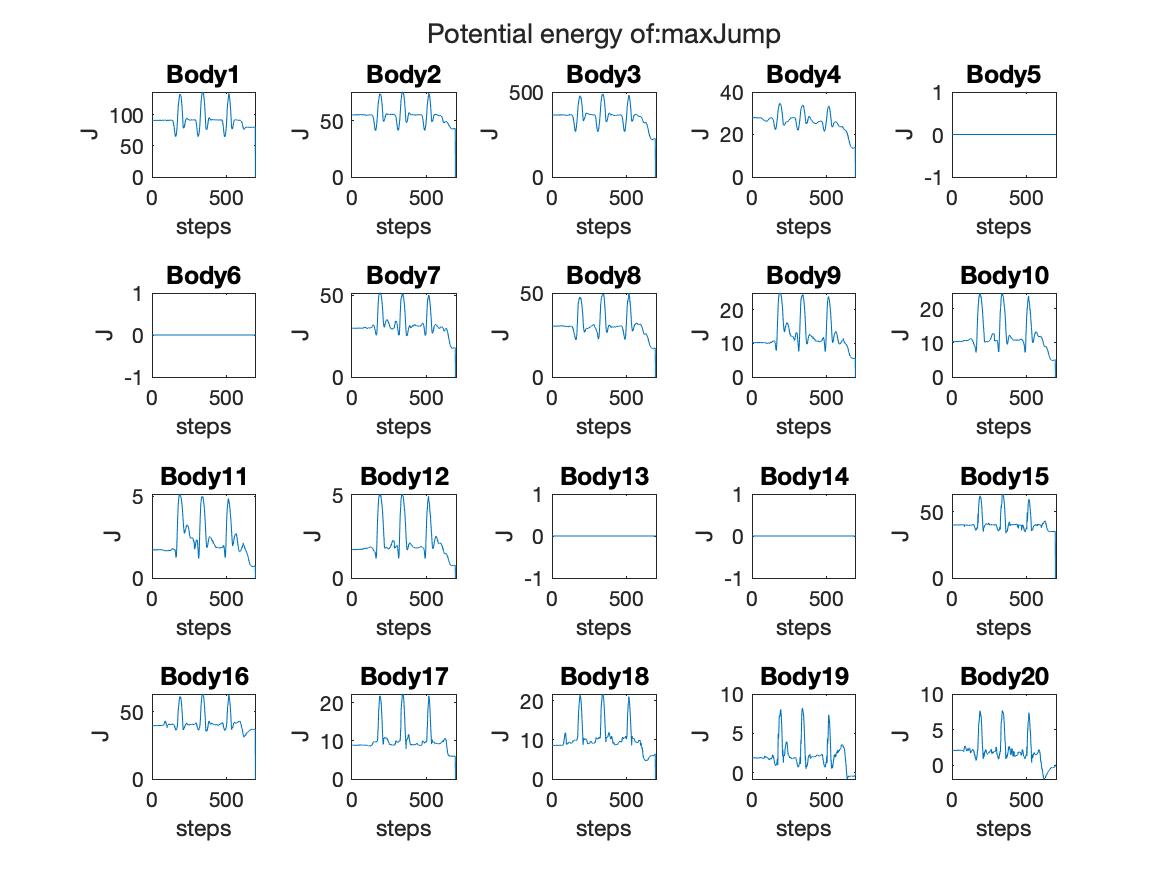 Potential energy of:maxJump
Body1 Body2 Body3 Body4 Body5
J 100 50 0 J 50 0 J 500 0 J 40 20 0 J 1 0 -1
0 500 0 500 0 500 0 500 0 500
steps steps steps steps steps
Body6 Body7 Body8 Body9 Body10
J 1 0 -1 J 50 0 J 50 0 J 20 10 0 J 20 10 0
0 500 0 500 0 500 0 500 0 500
steps steps steps steps steps
Body11 Body12 Body13 Body14 Body15
J 5 0 J 5 0 J 1 0 -1 J 1 0 -1 J 50 0
0 500 0 500 0 500 0 500 0 500
steps steps steps steps steps
Body16 Body17 Body18 Body19 Body20
J 50 0 J 20 10 0 J 20 10 0 J 10 5 0 J 10 5 0
0 500 0 500 0 500 0 500 0 500
steps steps steps steps steps